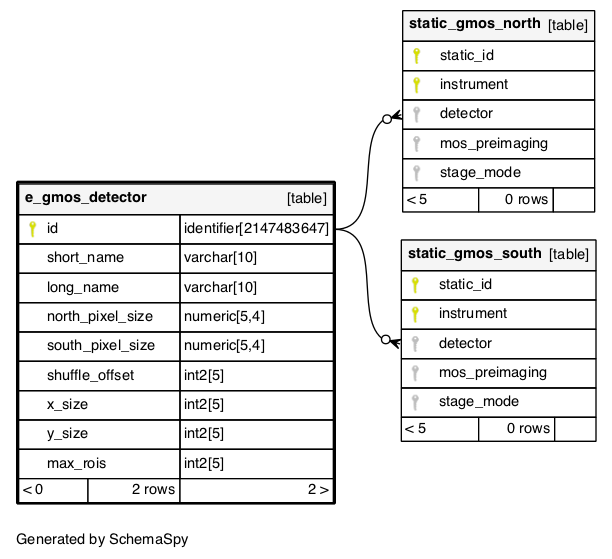 static_gmos_north [table]
static_id
instrument
detector
mos_preimaging
stage_mode
< 5 0 rows
e_gmos_detector [table]
id identifier[2147483647]
short_name varchar[10]
long_name varchar[10]
north_pixel_size numeric[5,4]
south_pixel_size numeric[5,4]
shuffle_offset int2[5]
x_size int2[5]
y_size int2[5]
max_rois int2[5]
< 0 2 rows 2 >
static_gmos_south [table]
static_id
instrument
detector
mos_preimaging
stage_mode
< 5 0 rows
Generated by SchemaSpy